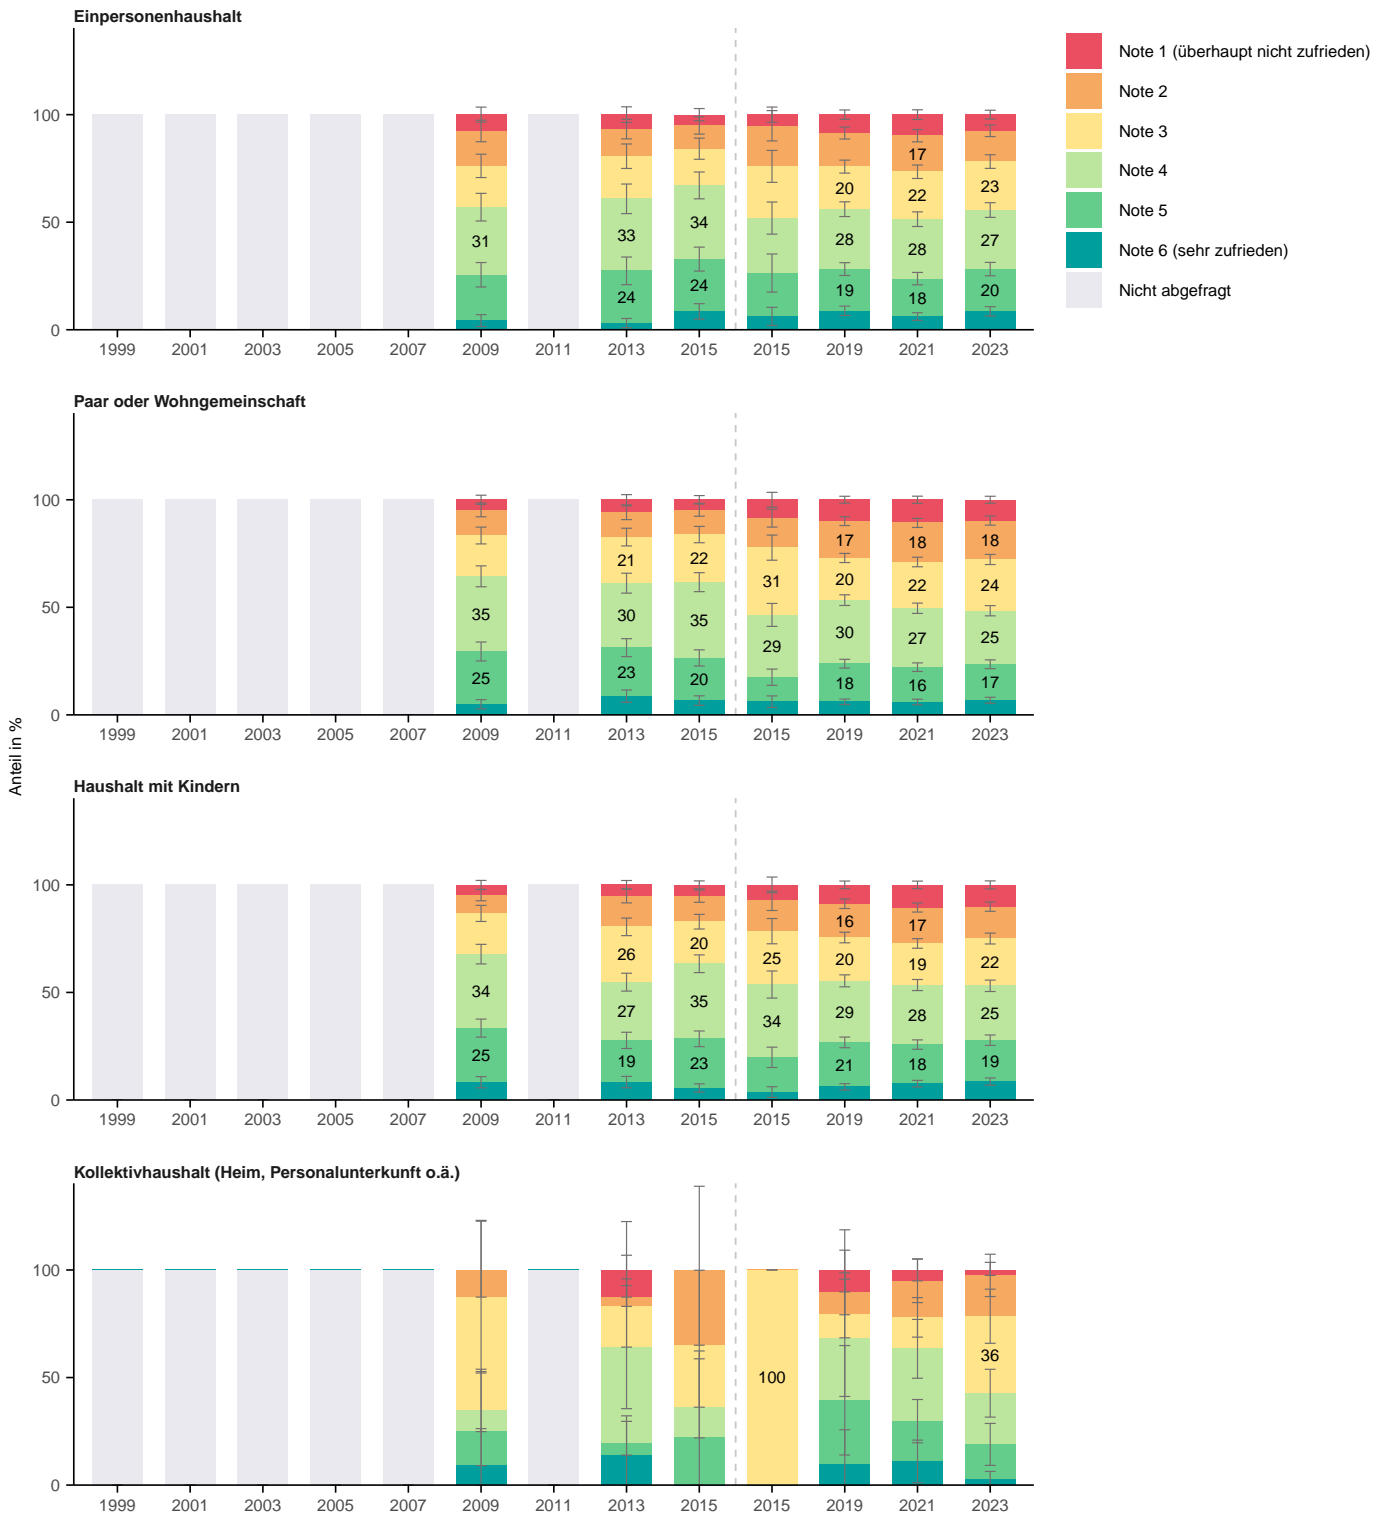 Einpersonenhaushalt
Note 1 (überhaupt nicht zufrieden)
Note 2
Note 3
Note 4
Note 5
Note 6 (sehr zufrieden)
Nicht abgefragt
100
50
0
17
20 22 23
31 33 34 28 28 27
24 24 19 18 20
1999 2001 2003 2005 2007 2009 2011 2013 2015 2015 2019 2021 2023
Paar oder Wohngemeinschaft
100
50
0
17 18 18
21 22 31 20 22 24
35 30 35 29 30 27 25
25 23 20 18 16 17
1999 2001 2003 2005 2007 2009 2011 2013 2015 2015 2019 2021 2023
Anteil in %
Haushalt mit Kindern
100
50
0
16 17
26 20 25 20 19 22
34 27 35 34 29 28 25
25 19 23 21 18 19
1999 2001 2003 2005 2007 2009 2011 2013 2015 2015 2019 2021 2023
Kollektivhaushalt (Heim, Personalunterkunft o.ä.)
100
50
0
100 36
1999 2001 2003 2005 2007 2009 2011 2013 2015 2015 2019 2021 2023